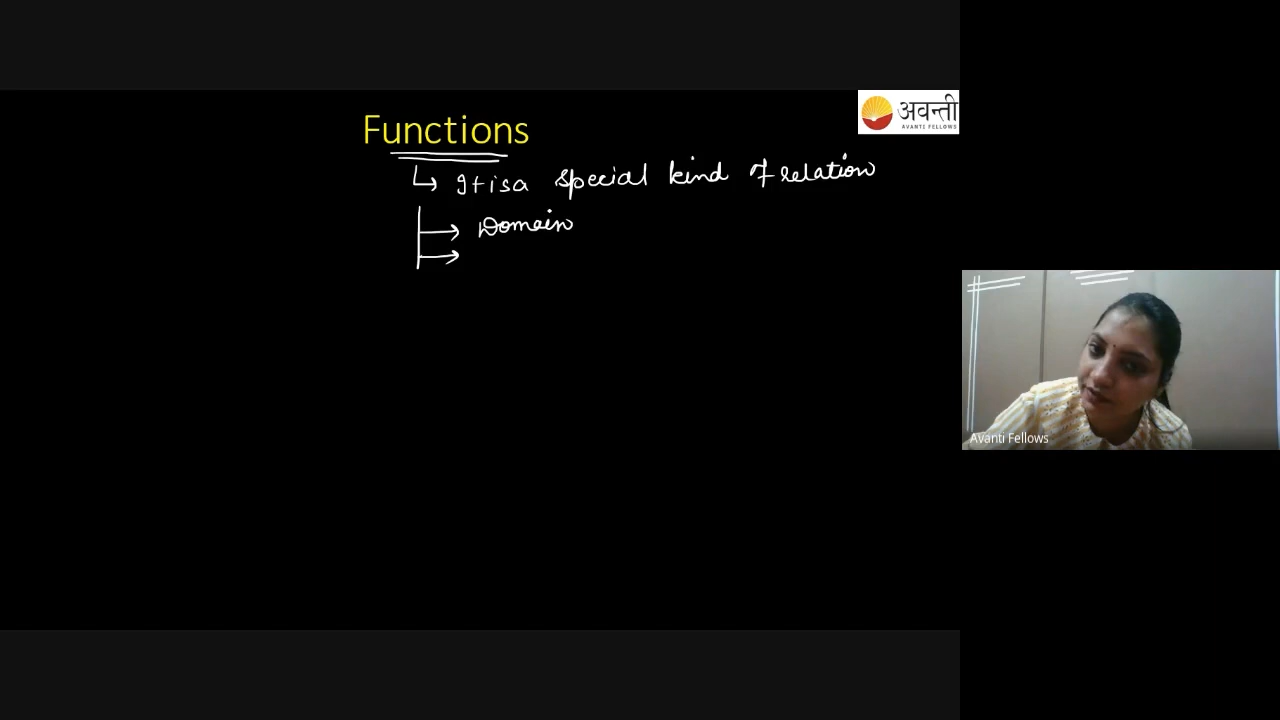 Functions
अवन्ती
AVANTI FELLOWS
↳ It is a special kind of relation
→ Domain
→
Avanti Fellows